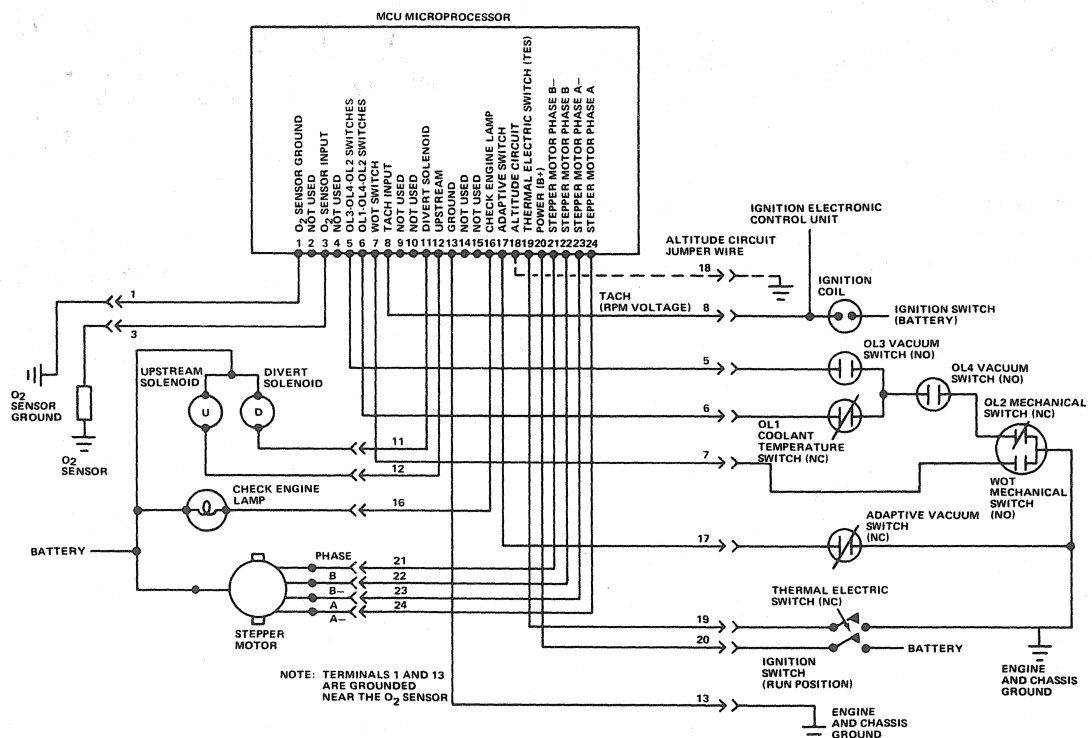 MCU MICROPROCESSOR
O2 SENSOR GROUND
NOT USED
O2 SENSOR INPUT
NOT USED
OL3-OL4-OL2 SWITCHES
OL1-OL4-OL2 SWITCHES
WOT SWITCH
TACH INPUT
NOT USED
NOT USED
DIVERT SOLENOID
UPSTREAM
GROUND
NOT USED
NOT USED
CHECK ENGINE LAMP
ADAPTIVE SWITCH
ALTITUDE CIRCUIT
THERMAL ELECTRIC SWITCH (TES)
POWER (B+)
STEPPER MOTOR PHASE B–
STEPPER MOTOR PHASE B
STEPPER MOTOR PHASE A–
STEPPER MOTOR PHASE A
1 2 3 4 5 6 7 8 9 10 11 12 13 14 15 16 17 18 19 20 21 22 23 24
IGNITION ELECTRONIC
CONTROL UNIT
ALTITUDE CIRCUIT
JUMPER WIRE
18
IGNITION
COIL
TACH
(RPM VOLTAGE)
8
IGNITION SWITCH
(BATTERY)
1
3
O2
SENSOR
GROUND
O2
SENSOR
UPSTREAM
SOLENOID
DIVERT
SOLENOID
U
D
11
12
CHECK ENGINE
LAMP
16
BATTERY
PHASE
B
B–
A
A–
21
22
23
24
STEPPER
MOTOR
NOTE: TERMINALS 1 AND 13
ARE GROUNDED
NEAR THE O2 SENSOR
5
OL3 VACUUM
SWITCH (NO)
OL4 VACUUM
SWITCH (NO)
6
OL1
COOLANT
TEMPERATURE
SWITCH (NC)
OL2 MECHANICAL
SWITCH (NC)
7
WOT
MECHANICAL
SWITCH
(NO)
17
ADAPTIVE VACUUM
SWITCH
(NC)
THERMAL ELECTRIC
SWITCH (NC)
19
20
BATTERY
IGNITION
SWITCH
(RUN POSITION)
ENGINE
AND CHASSIS
GROUND
13
ENGINE
AND CHASSIS
GROUND